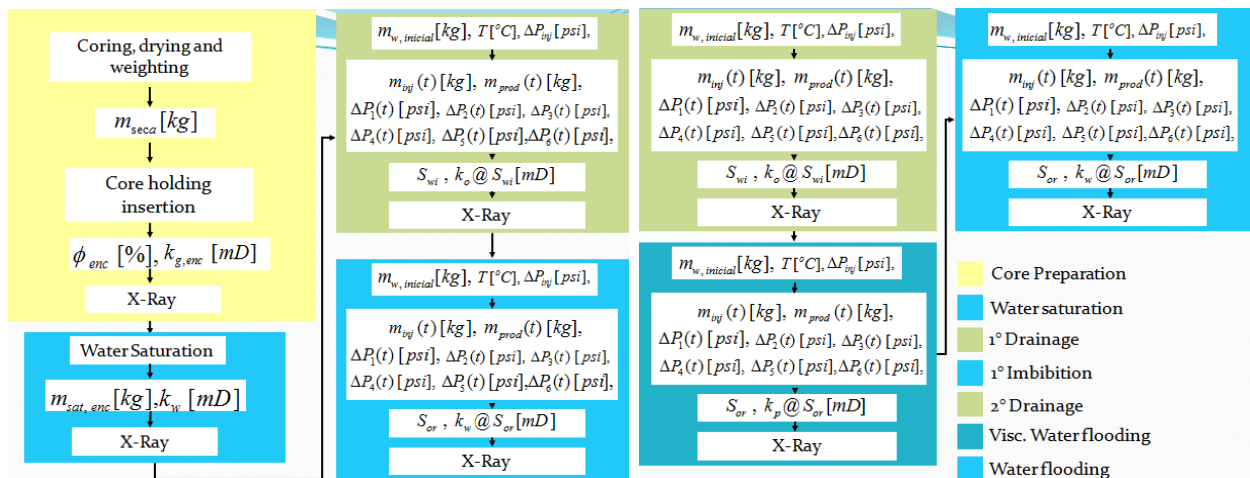 Coring, drying and
weighting
m_seca [kg]
Core holding
insertion
ϕ_enc [%], k_g,enc [mD]
X-Ray
Water Saturation
m_sat, enc [kg], k_w [mD]
X-Ray
m_w, inicial [kg], T[°C], ΔP_inj [psi],
m_inj (t) [kg], m_prod (t) [kg],
ΔP_1(t) [psi], ΔP_2(t) [psi], ΔP_3(t) [psi],
ΔP_4(t) [psi], ΔP_5(t) [psi], ΔP_6(t) [psi],
S_wi , k_o @ S_wi [mD]
X-Ray
m_w, inicial [kg], T[°C], ΔP_inj [psi],
m_inj (t) [kg], m_prod (t) [kg],
ΔP_1(t) [psi], ΔP_2(t) [psi], ΔP_3(t) [psi],
ΔP_4(t) [psi], ΔP_5(t) [psi], ΔP_6(t) [psi],
S_or , k_w @ S_or [mD]
X-Ray
m_w, inicial [kg], T[°C], ΔP_inj [psi],
m_inj (t) [kg], m_prod (t) [kg],
ΔP_1(t) [psi], ΔP_2(t) [psi], ΔP_3(t) [psi],
ΔP_4(t) [psi], ΔP_5(t) [psi], ΔP_6(t) [psi],
S_wi , k_o @ S_wi [mD]
X-Ray
m_w, inicial [kg], T[°C], ΔP_inj [psi],
m_inj (t) [kg], m_prod (t) [kg],
ΔP_1(t) [psi], ΔP_2(t) [psi], ΔP_3(t) [psi],
ΔP_4(t) [psi], ΔP_5(t) [psi], ΔP_6(t) [psi],
S_or , k_p @ S_or [mD]
X-Ray
m_w, inicial [kg], T[°C], ΔP_inj [psi],
m_inj (t) [kg], m_prod (t) [kg],
ΔP_1(t) [psi], ΔP_2(t) [psi], ΔP_3(t) [psi],
ΔP_4(t) [psi], ΔP_5(t) [psi], ΔP_6(t) [psi],
S_or , k_w @ S_or [mD]
X-Ray
Core Preparation
Water saturation
1° Drainage
1° Imbibition
2° Drainage
Visc. Water flooding
Water flooding